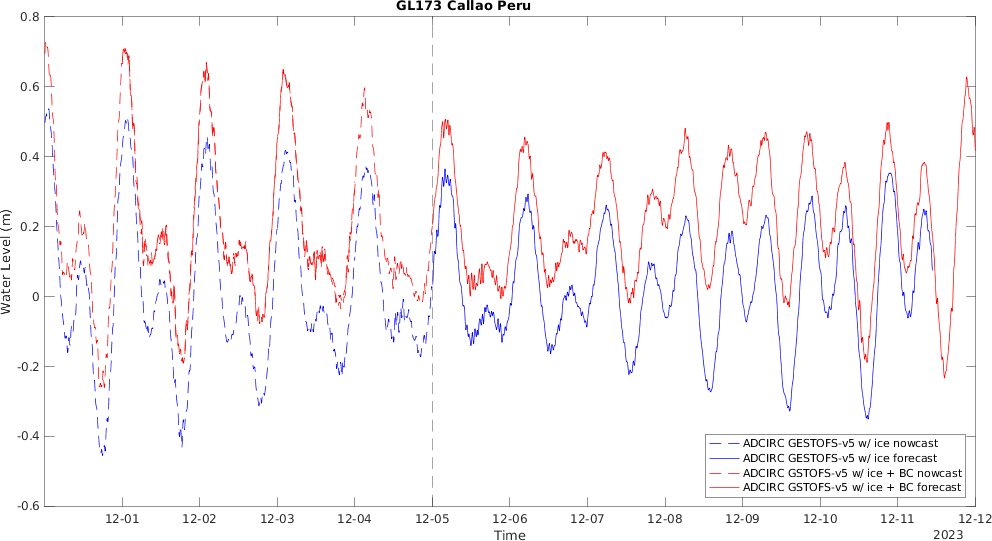 GL173 Callao Peru
0.8
0.6
0.4
0.2
0
-0.2
-0.4
-0.6
Water Level (m)
12-01 12-02 12-03 12-04 12-05 12-06 12-07 12-08 12-09 12-10 12-11 12-12
Time
2023
ADCIRC GESTOFS-v5 w/ ice nowcast
ADCIRC GESTOFS-v5 w/ ice forecast
ADCIRC GSTOFS-v5 w/ ice + BC nowcast
ADCIRC GSTOFS-v5 w/ ice + BC forecast